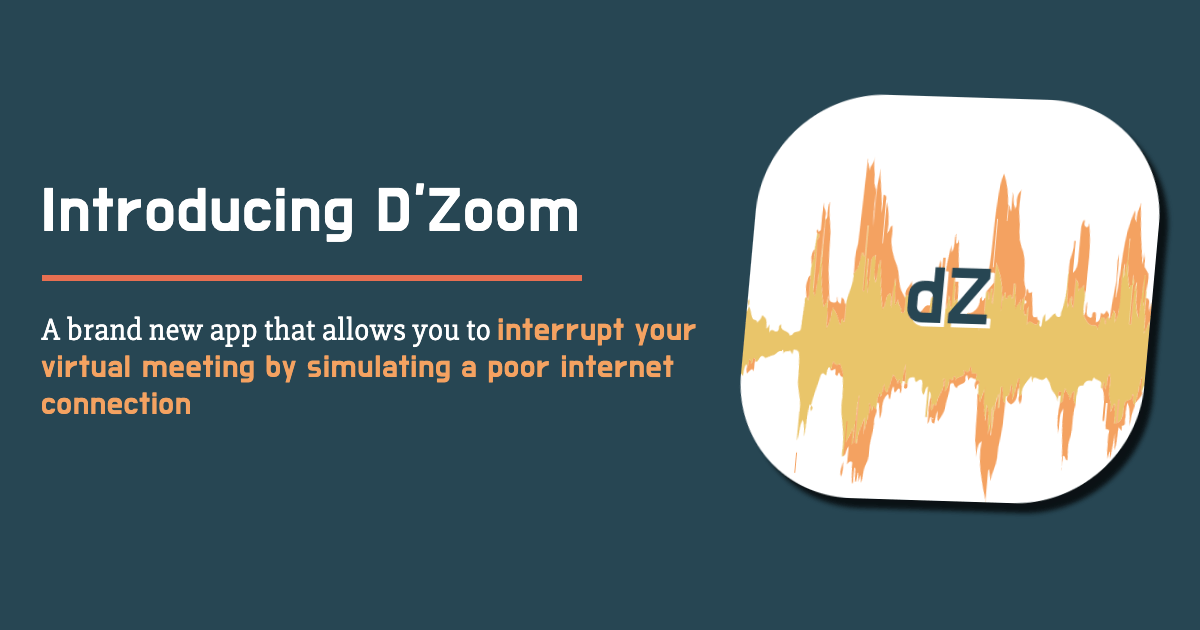 Introducing D'Zoom
A brand new app that allows you to interrupt your
virtual meeting by simulating a poor internet
connection
dZ